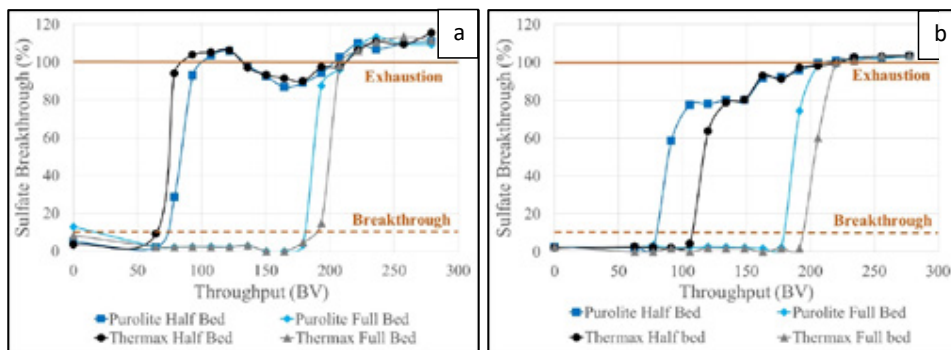 a
120
100
80
60
40
20
0
Sulfate Breakthrough (%)
Exhaustion
Breakthrough
0 50 100 150 200 250 300
Throughput (BV)
Purolite Half Bed Purolite Full Bed
Thermax Half Bed Thermax Full Bed
b
120
100
80
60
40
20
0
Sulfate Breakthrough (%)
Exhaustion
Breakthrough
0 50 100 150 200 250 300
Throughput (BV)
Purolite Half Bed Purolite Full Bed
Thermax Half bed Thermax Full bed